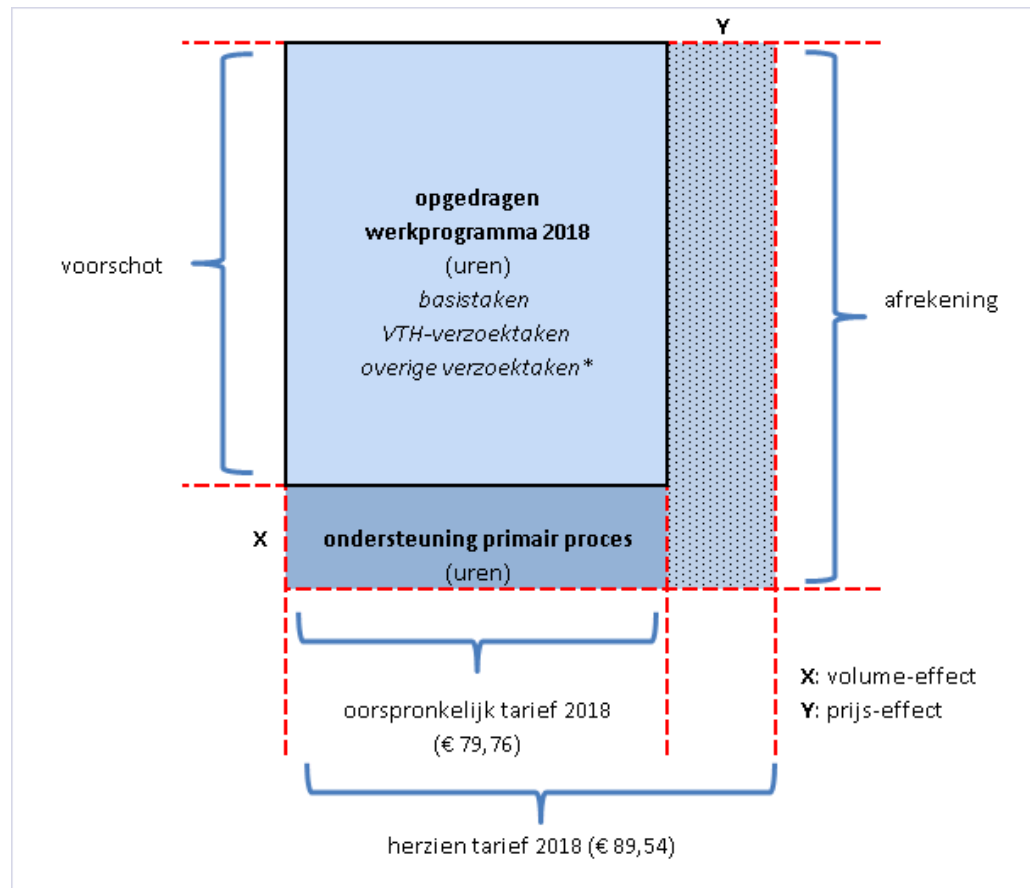 Y
opgedragen
werkprogramma 2018
(uren)
basistaken
VTH-verzoektaken
overige verzoektaken*
voorschot
afrekening
X
ondersteuning primair proces
(uren)
oorspronkelijk tarief 2018
(€ 79,76)
X: volume-effect
Y: prijs-effect
herzien tarief 2018 (€ 89,54)